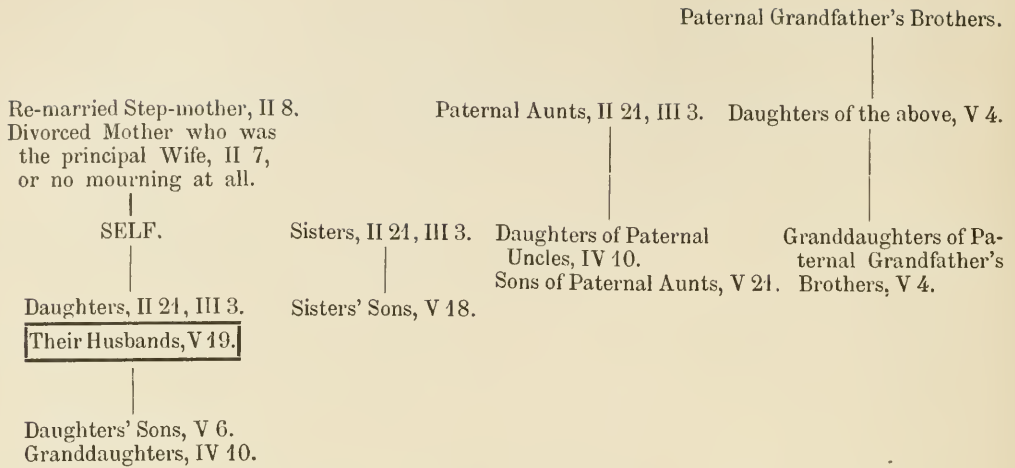 Paternal Grandfather's Brothers.
Re-married Step-mother, II 8.
Divorced Mother who was
the principal Wife, II 7,
or no mourning at all.
Paternal Aunts, II 21, III 3.
Daughters of the above, V 4.
SELF.
Sisters, II 21, III 3.
Daughters of Paternal
Uncles, IV 10.
Sons of Paternal Aunts, V 21.
Granddaughters of Pa-
ternal Grandfather's
Brothers, V 4.
Daughters, II 21, III 3.
Their Husbands, V 19.
Sisters' Sons, V 18.
Daughters' Sons, V 6.
Granddaughters, IV 10.